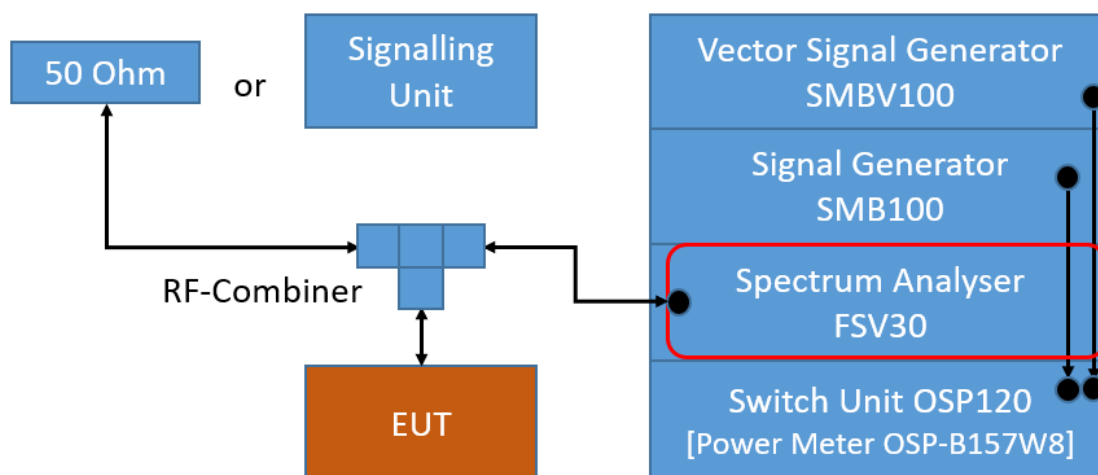 50 Ohm
or
Signalling
Unit
Vector Signal Generator
SMBV100
Signal Generator
SMB100
RF-Combiner
Spectrum Analyser
FSV30
EUT
Switch Unit OSP120
[Power Meter OSP-B157W8]